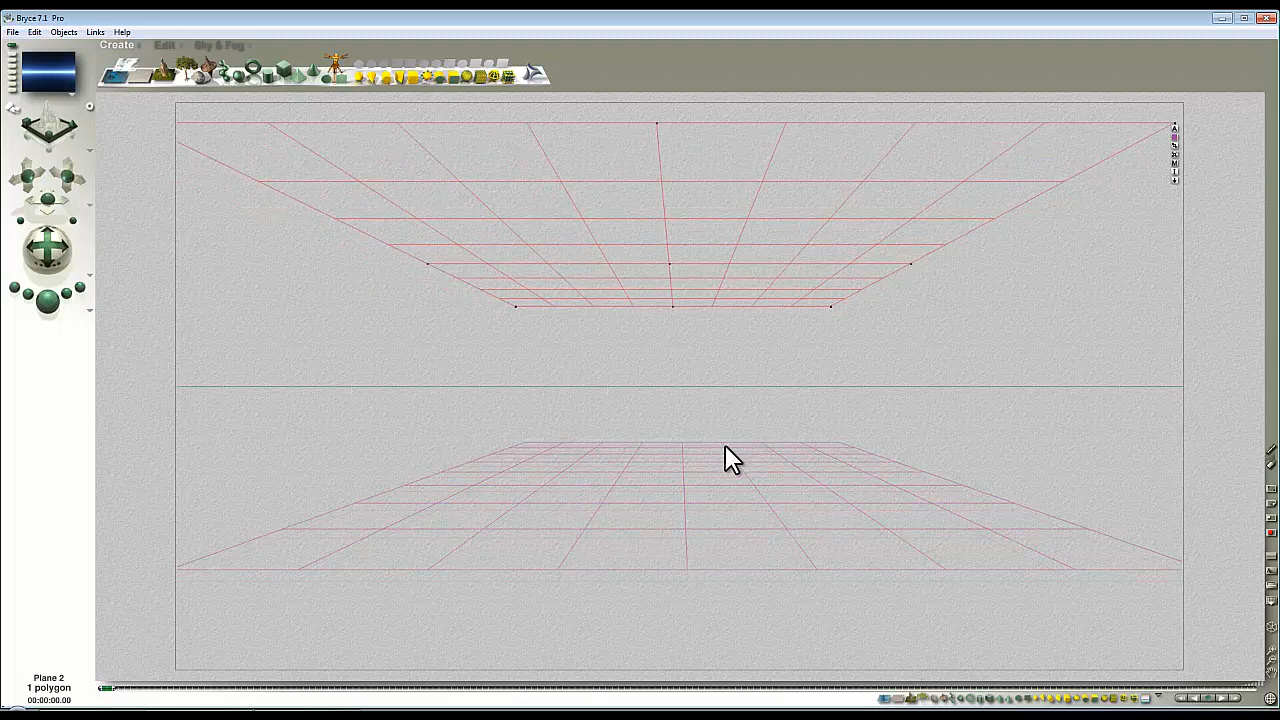 Bryce 7.1 Pro
File Edit Objects Links Help
Create Edit Sky & Fog
A
M
Plane 2
1 polygon
00:00:00.00